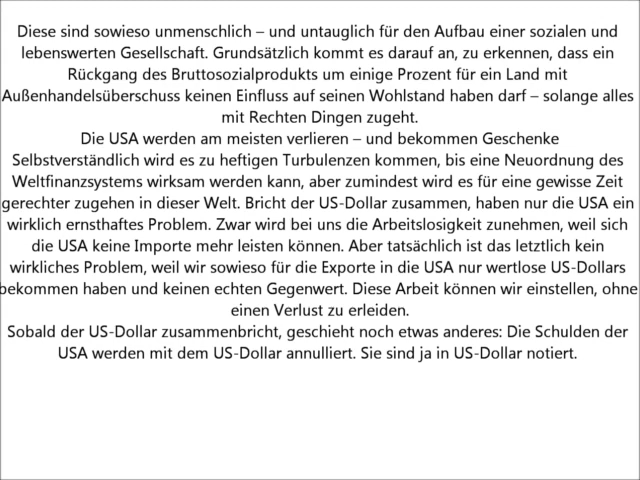 Diese sind sowieso unmenschlich – und untauglich für den Aufbau einer sozialen und
lebenswerten Gesellschaft. Grundsätzlich kommt es darauf an, zu erkennen, dass ein
Rückgang des Bruttosozialprodukts um einige Prozent für ein Land mit
Außenhandelsüberschuss keinen Einfluss auf seinen Wohlstand haben darf – solange alles
mit Rechten Dingen zugeht.
Die USA werden am meisten verlieren – und bekommen Geschenke
Selbstverständlich wird es zu heftigen Turbulenzen kommen, bis eine Neuordnung des
Weltfinanzsystems wirksam werden kann, aber zumindest wird es für eine gewisse Zeit
gerechter zugehen in dieser Welt. Bricht der US-Dollar zusammen, haben nur die USA ein
wirklich ernsthaftes Problem. Zwar wird bei uns die Arbeitslosigkeit zunehmen, weil sich
die USA keine Importe mehr leisten können. Aber tatsächlich ist das letztlich kein
wirkliches Problem, weil wir sowieso für die Exporte in die USA nur wertlose US-Dollars
bekommen haben und keinen echten Gegenwert. Diese Arbeit können wir einstellen, ohne
einen Verlust zu erleiden.
Sobald der US-Dollar zusammenbricht, geschieht noch etwas anderes: Die Schulden der
USA werden mit dem US-Dollar annulliert. Sie sind ja in US-Dollar notiert.